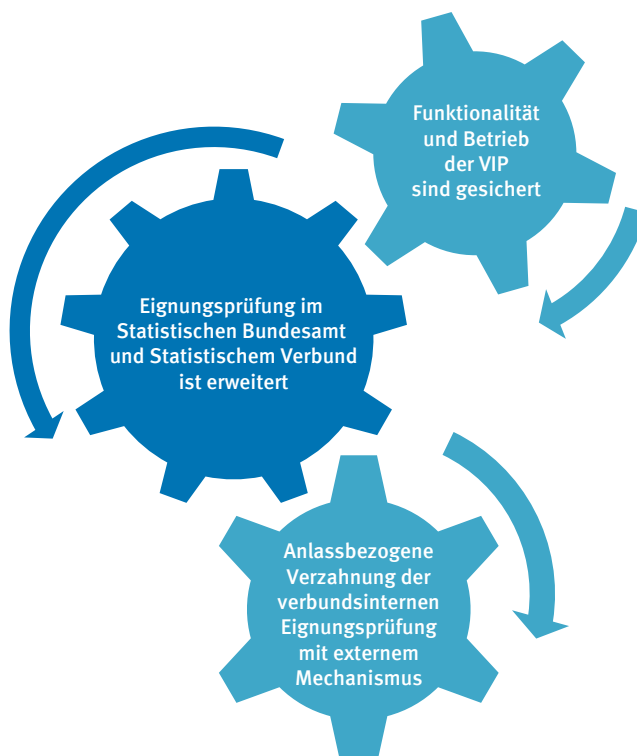 Funktionalität
und Betrieb
der VIP
sind gesichert
Eignungsprüfung im
Statistischen Bundesamt
und Statistischem Verbund
ist erweitert
Anlassbezogene
Verzahnung der
verbundsinternen
Eignungsprüfung
mit externem
Mechanismus